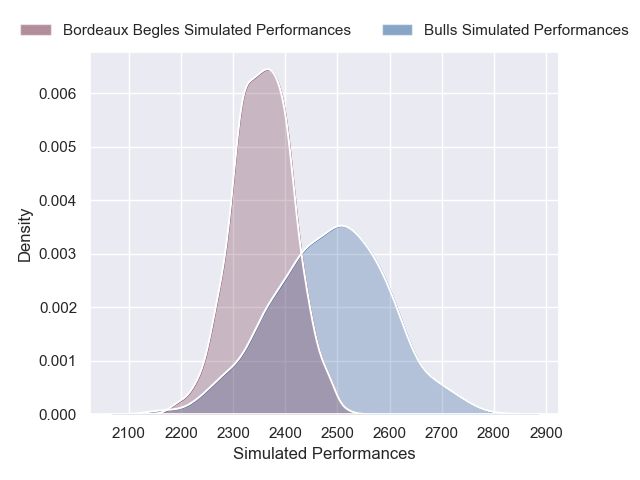 Bordeaux Begles Simulated Performances
Bulls Simulated Performances
0.006
0.005
0.004
0.003
0.002
0.001
0.000
Density
2100 2200 2300 2400 2500 2600 2700 2800 2900
Simulated Performances